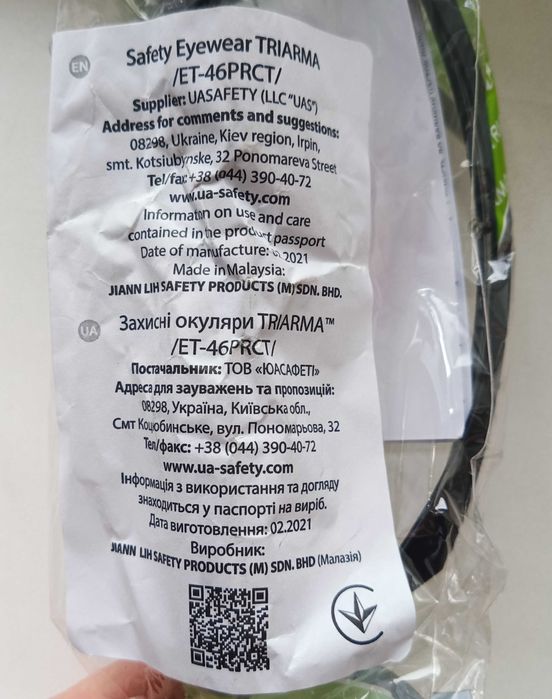 EN
Safety Eyewear TRIARMA
/ET-46PRCT/
Supplier: UASAFETY (LLC "UAS")
Address for comments and suggestions:
08298, Ukraine, Kiev region, Irpin,
smt. Kotsiubynske, 32 Ponomareva Street
Tel/fax: +38 (044) 390-40-72
www.ua-safety.com
Information on use and care
contained in the product passport
Date of manufacture: 2021
Made in Malaysia:
JIANN LIH SAFETY PRODUCTS (M) SDN. BHD.
UA
Захисні окуляри TRIARMA™
/ET-46PRCT/
Постачальник: ТОВ «ЮАСАФЕТІ»
Адреса для зауважень та пропозицій:
08298, Україна, Київська обл.,
Смт Коцюбинське, вул. Пономарьова, 32
Тел/факс: +38 (044) 390-40-72
www.ua-safety.com
Інформація з використання та догляду
знаходиться у паспорті на виріб.
Дата виготовлення: 02.2021
Виробник:
JIANN LIH SAFETY PRODUCTS (M) SDN. BHD (Малазія)